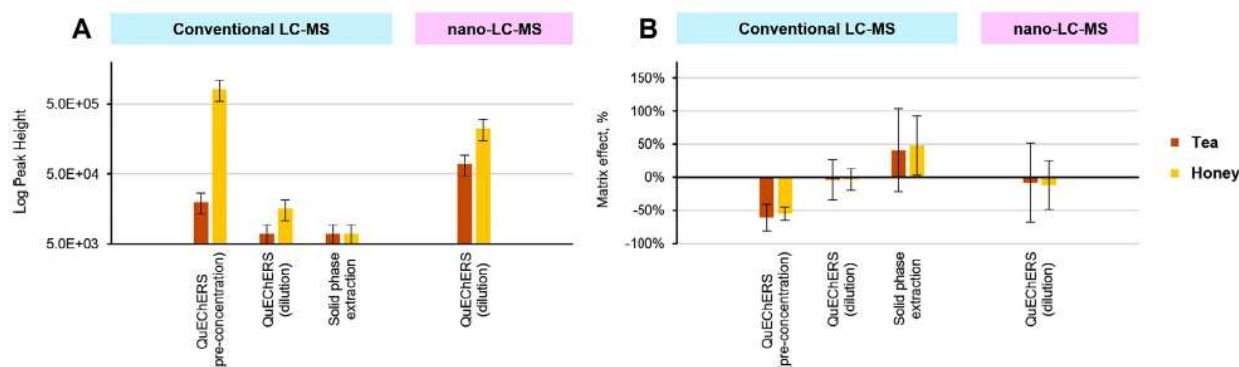 A
Conventional LC-MS
nano-LC-MS
Log Peak Height
5.0E+05
5.0E+04
5.0E+03
QuEChERS
(pre-concentration)
QuEChERS
(dilution)
Solid phase
extraction
QuEChERS
(dilution)
B
Conventional LC-MS
nano-LC-MS
Matrix effect, %
150%
100%
50%
0%
-50%
-100%
QuEChERS
(pre-concentration)
QuEChERS
(dilution)
Solid phase
extraction
QuEChERS
(dilution)
Tea
Honey